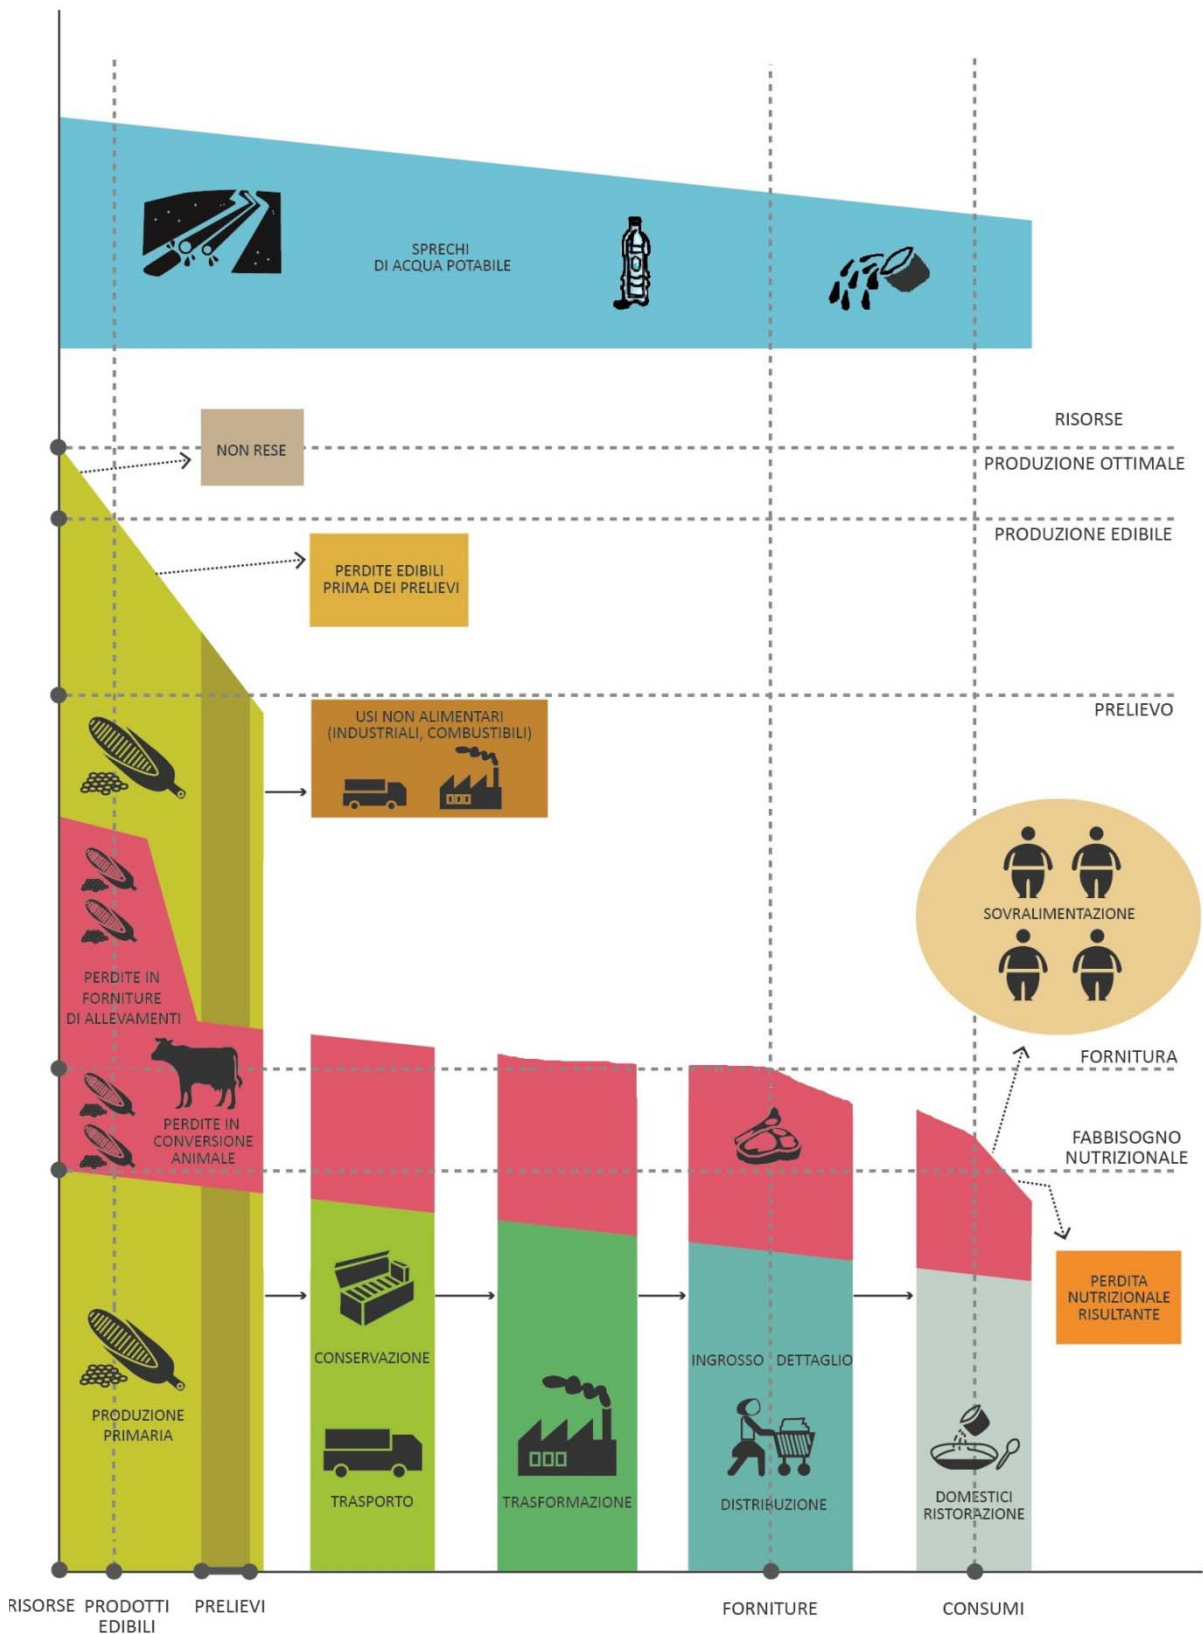 SPRECHI
DI ACQUA POTABILE
RISORSE
NON RESE
PRODUZIONE OTTIMALE
PRODUZIONE EDIBILE
PERDITE EDIBILI
PRIMA DEI PRELIEVI
PRELIEVO
USI NON ALIMENTARI
(INDUSTRIALI, COMBUSTIBILI)
SOVRALIMENTAZIONE
PERDITE IN
FORNITURE
DI ALLEVAMENTI
FORNITURA
PERDITE IN
CONVERSIONE
ANIMALE
FABBISOGNO
NUTRIZIONALE
PERDITA
NUTRIZIONALE
RISULTANTE
CONSERVAZIONE
INGROSSO DETTAGLIO
PRODUZIONE
PRIMARIA
TRASPORTO
TRASFORMAZIONE
DISTRIBUZIONE
DOMESTICI
RISTORAZIONE
RISORSE
PRODOTTI
EDIBILI
PRELIEVI
FORNITURE
CONSUMI